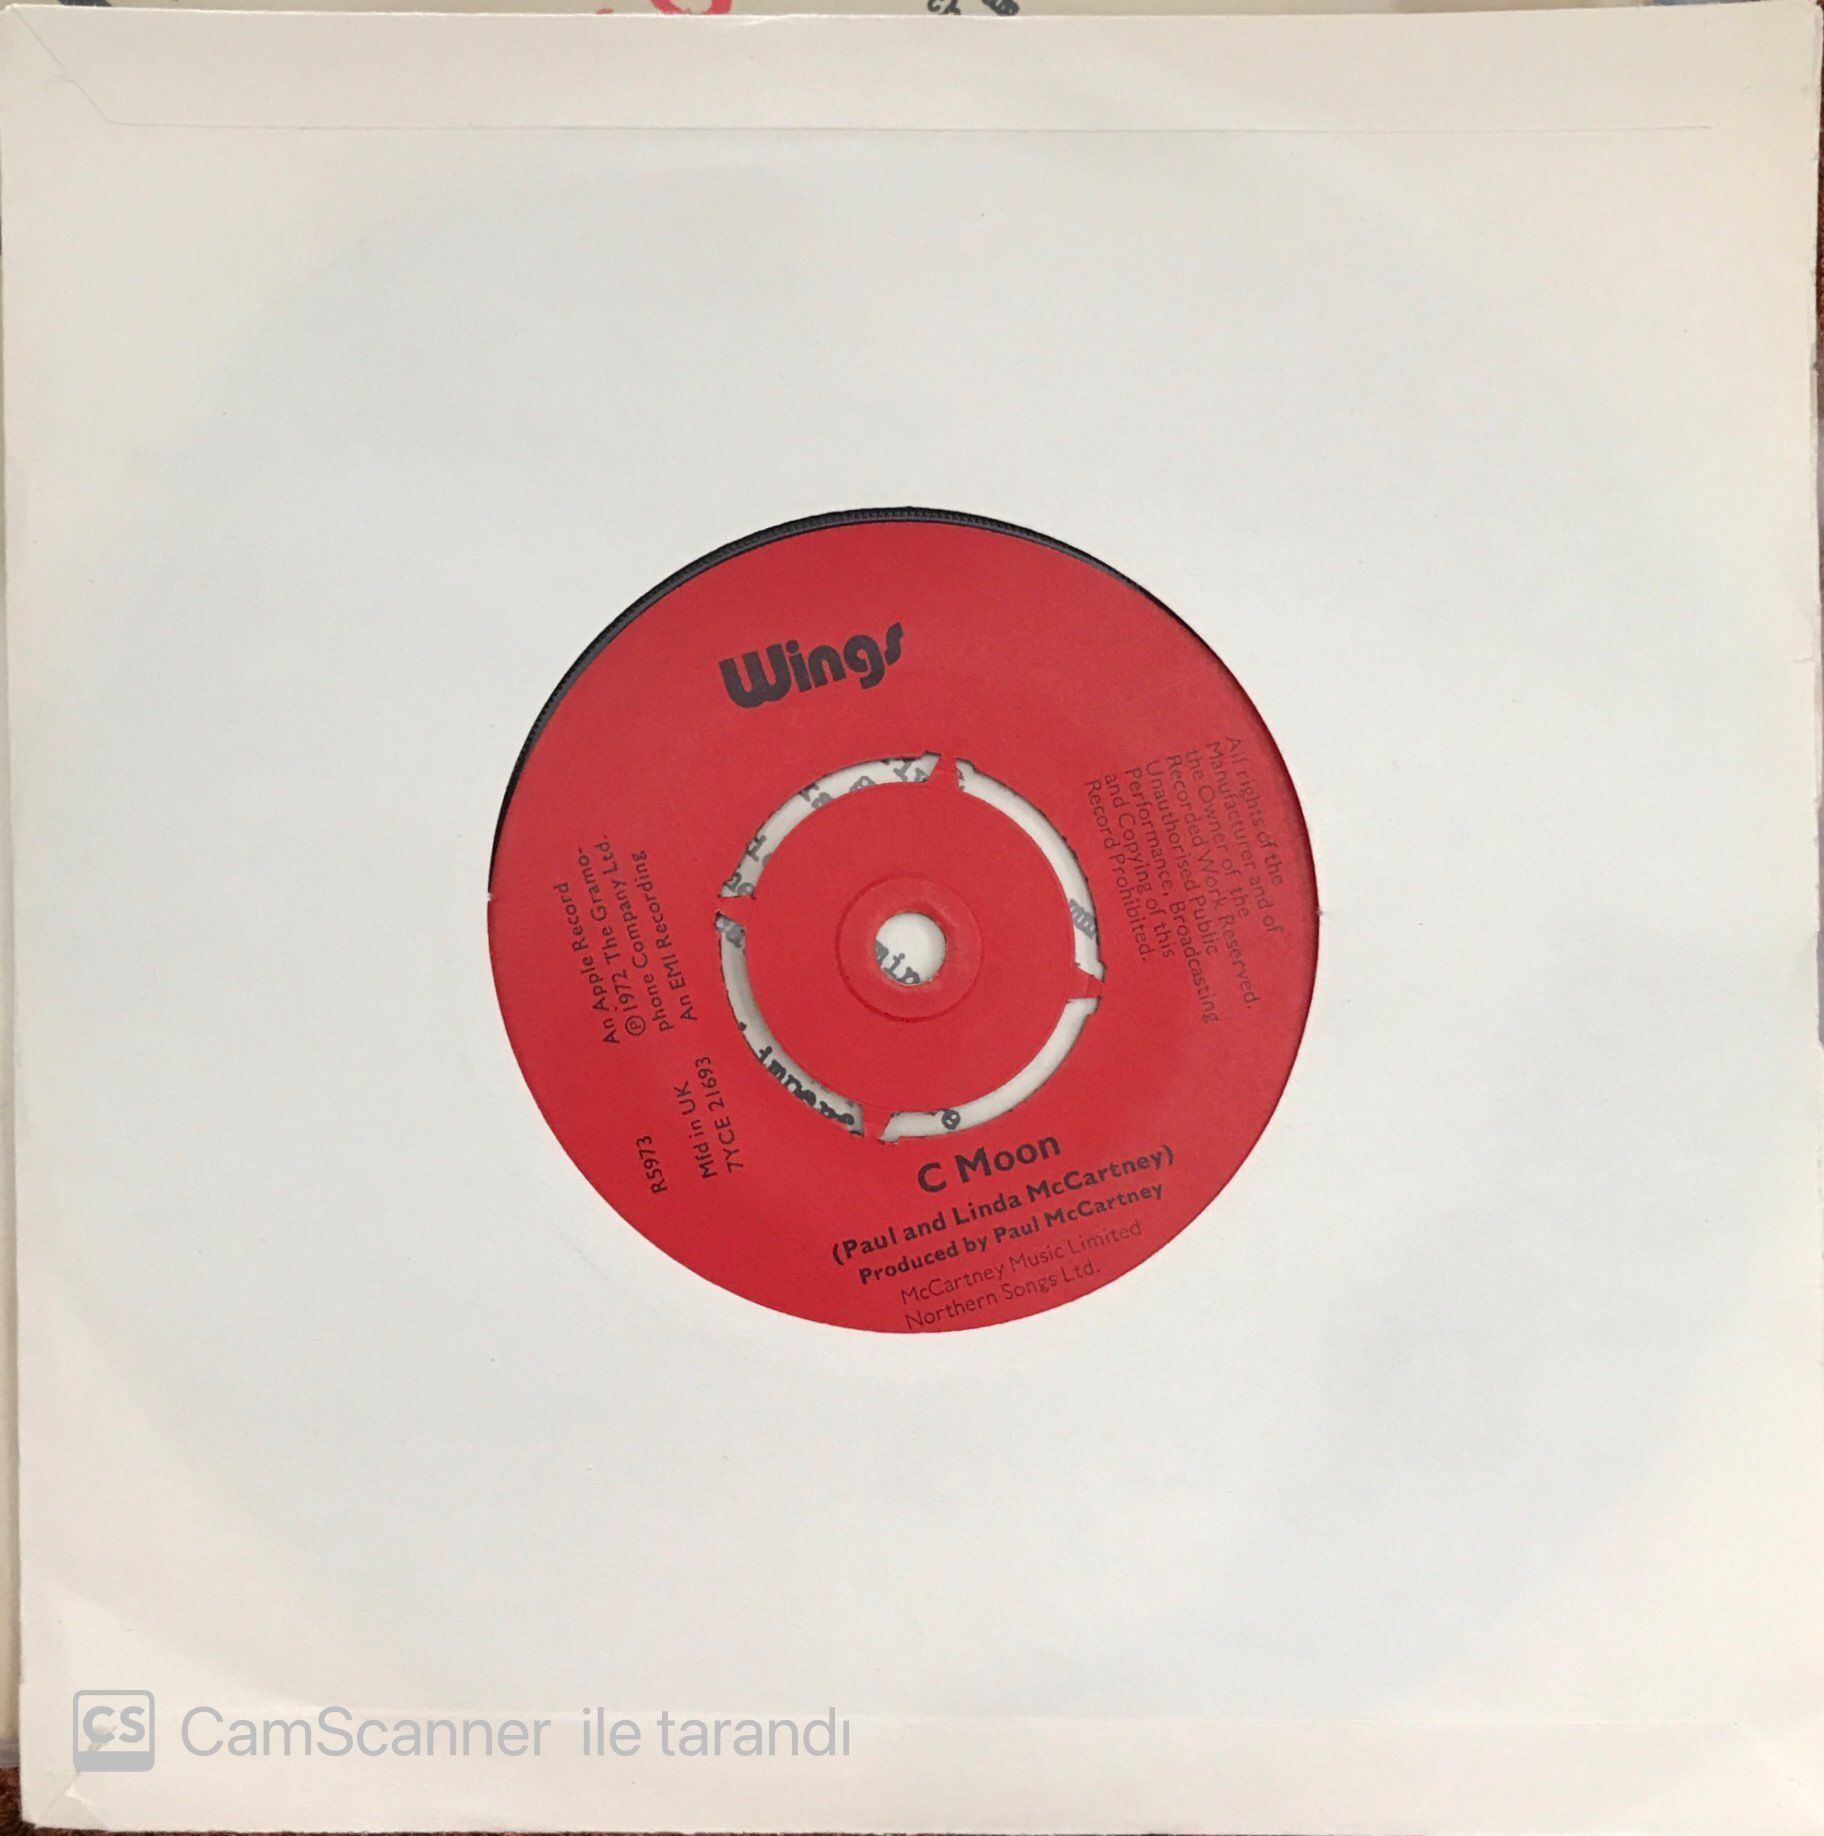 Wings
All rights of the
Manufacturer and of
the Owner of the
Recorded Work Reserved.
Unauthorised Public
Performance, Broadcasting
and Copying of this
Record Prohibited.
An Apple Record
℗1972 The Gramo-
phone Company Ltd.
An EMI Recording
R5973
Mfd in UK
7YCE 21693
C Moon
(Paul and Linda McCartney)
Produced by Paul McCartney
McCartney Music Limited
Northern Songs Ltd.
CS CamScanner ile tarandı